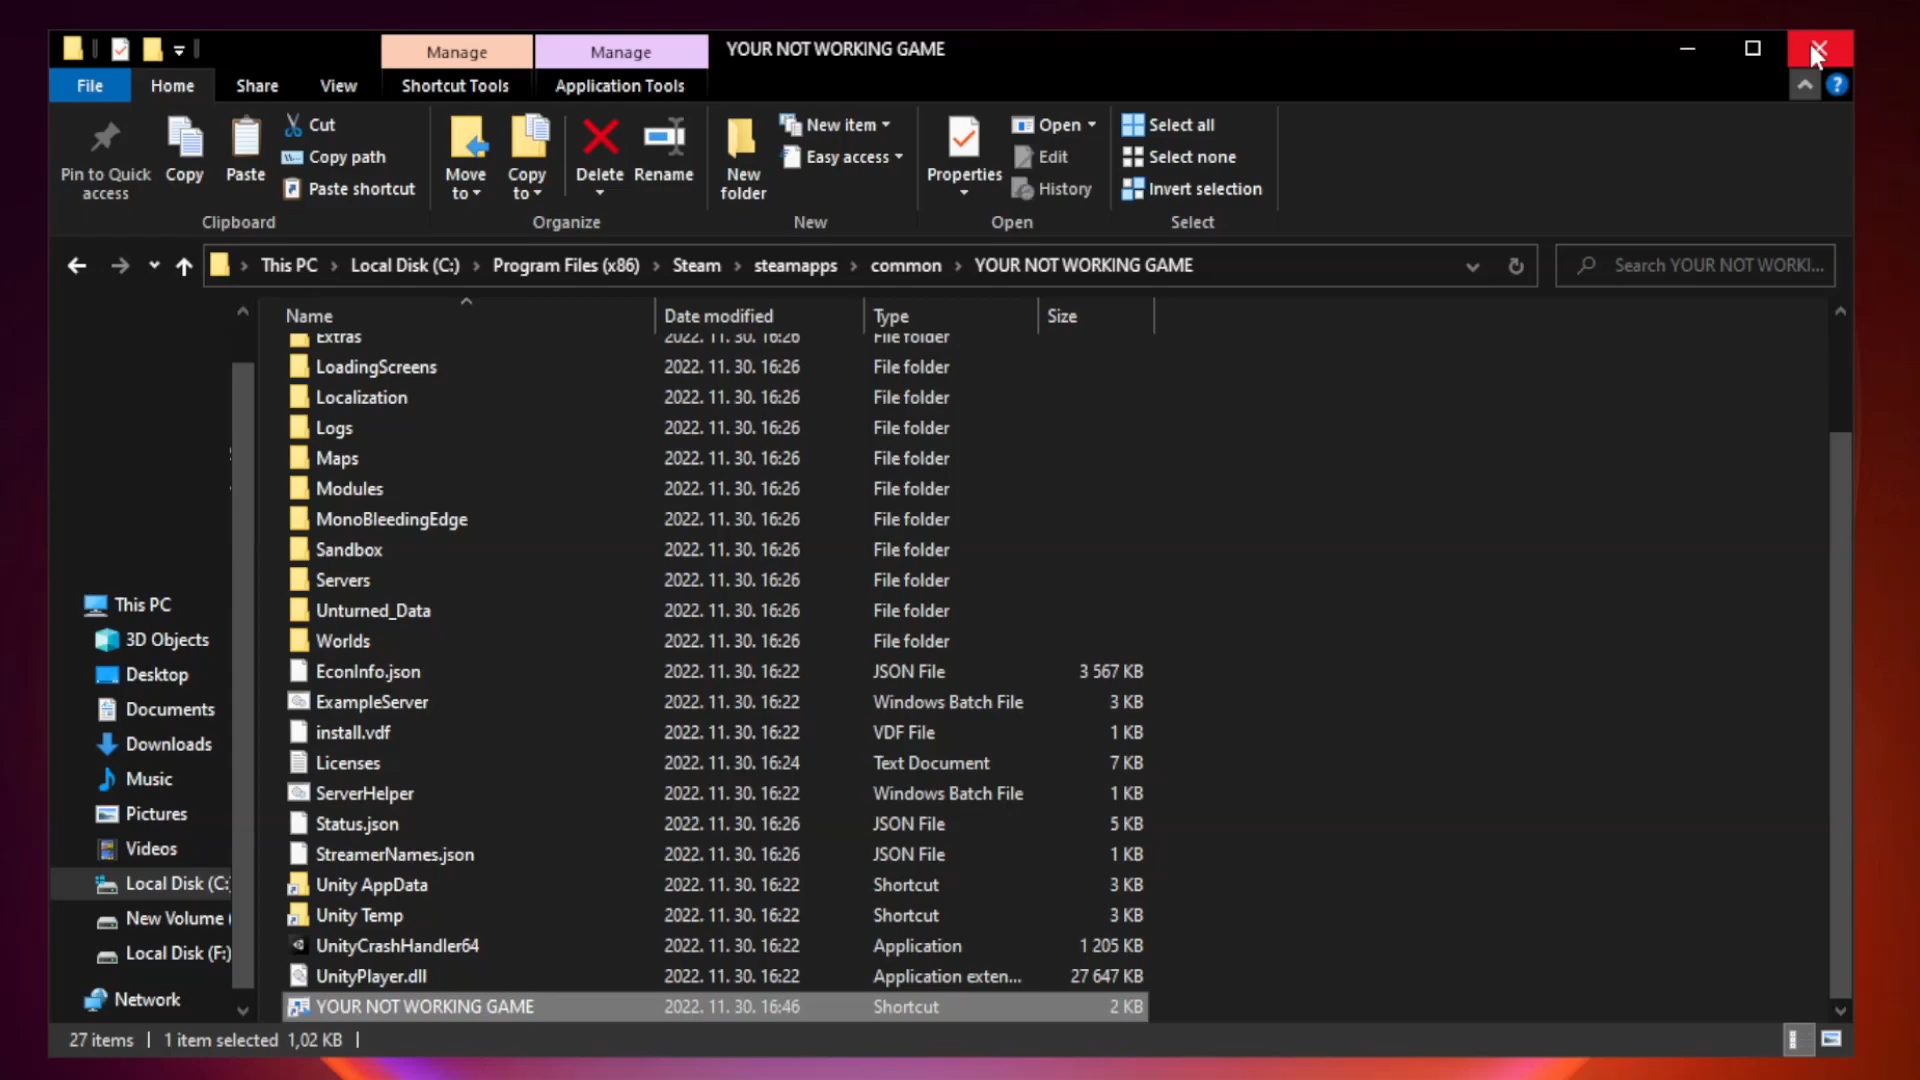 Manage
Manage
YOUR NOT WORKING GAME
File
Home
Share
View
Shortcut Tools
Application Tools
?
Pin to Quick access
Copy
Paste
Cut
Copy path
Paste shortcut
Clipboard
Move to
Copy to
Delete
Rename
Organize
New folder
New item
Easy access
New
Properties
Open
Edit
History
Open
Select all
Select none
Invert selection
Select
This PC > Local Disk (C:) > Program Files (x86) > Steam > steamapps > common > YOUR NOT WORKING GAME
Search YOUR NOT WORKI...
Name Date modified Type Size
Extras 2022. 11. 30. 16:26 File folder
LoadingScreens 2022. 11. 30. 16:26 File folder
Localization 2022. 11. 30. 16:26 File folder
Logs 2022. 11. 30. 16:26 File folder
Maps 2022. 11. 30. 16:26 File folder
Modules 2022. 11. 30. 16:26 File folder
MonoBleedingEdge 2022. 11. 30. 16:26 File folder
Sandbox 2022. 11. 30. 16:26 File folder
Servers 2022. 11. 30. 16:26 File folder
Unturned_Data 2022. 11. 30. 16:26 File folder
Worlds 2022. 11. 30. 16:26 File folder
EconInfo.json 2022. 11. 30. 16:22 JSON File 3 567 KB
ExampleServer 2022. 11. 30. 16:22 Windows Batch File 3 KB
install.vdf 2022. 11. 30. 16:22 VDF File 1 KB
Licenses 2022. 11. 30. 16:24 Text Document 7 KB
ServerHelper 2022. 11. 30. 16:22 Windows Batch File 1 KB
Status.json 2022. 11. 30. 16:26 JSON File 5 KB
StreamerNames.json 2022. 11. 30. 16:26 JSON File 1 KB
Unity AppData 2022. 11. 30. 16:22 Shortcut 3 KB
Unity Temp 2022. 11. 30. 16:22 Shortcut 3 KB
UnityCrashHandler64 2022. 11. 30. 16:22 Application 1 205 KB
UnityPlayer.dll 2022. 11. 30. 16:22 Application exten... 27 647 KB
YOUR NOT WORKING GAME 2022. 11. 30. 16:46 Shortcut 2 KB
This PC
3D Objects
Desktop
Documents
Downloads
Music
Pictures
Videos
Local Disk (C:)
New Volume (
Local Disk (F:)
Network
27 items
1 item selected 1,02 KB